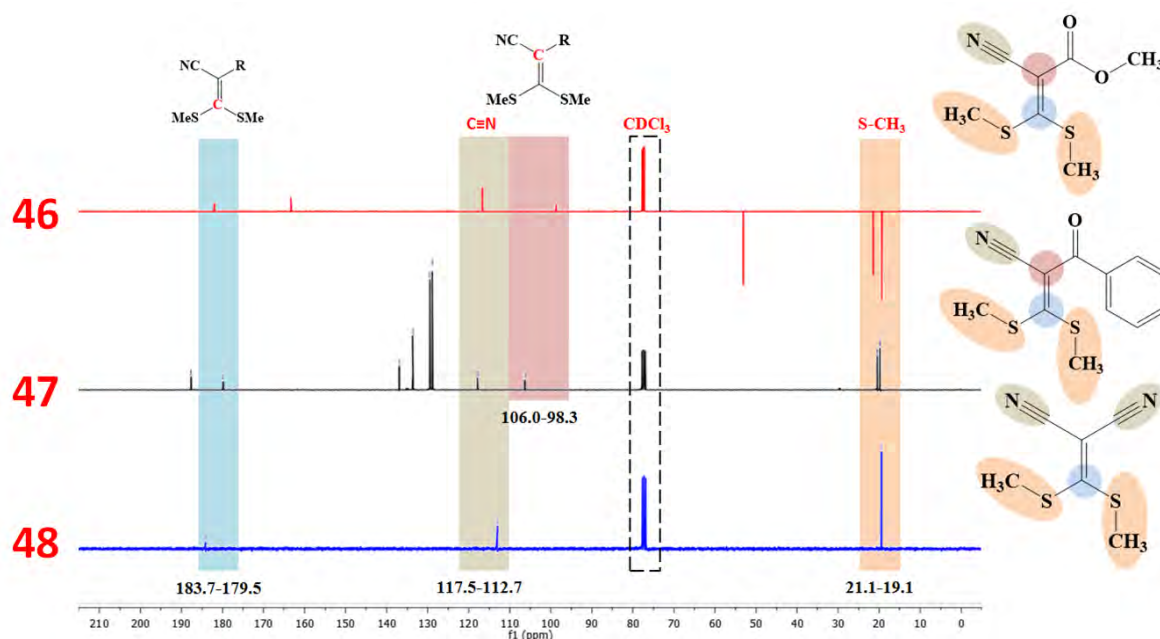 NC
R
C
MeS
SMe
NC
R
C
MeS
SMe
C≡N
CDCl₃
S-CH₃
46
47
48
106.0-98.3
183.7-179.5
117.5-112.7
21.1-19.1
210 200 190 180 170 160 150 140 130 120 110 100 90 80 70 60 50 40 30 20 10 0
f1 (ppm)
N
O
O
CH₃
H₃C
S
S
CH₃
N
O
H₃C
S
S
CH₃
N
N
H₃C
S
S
CH₃